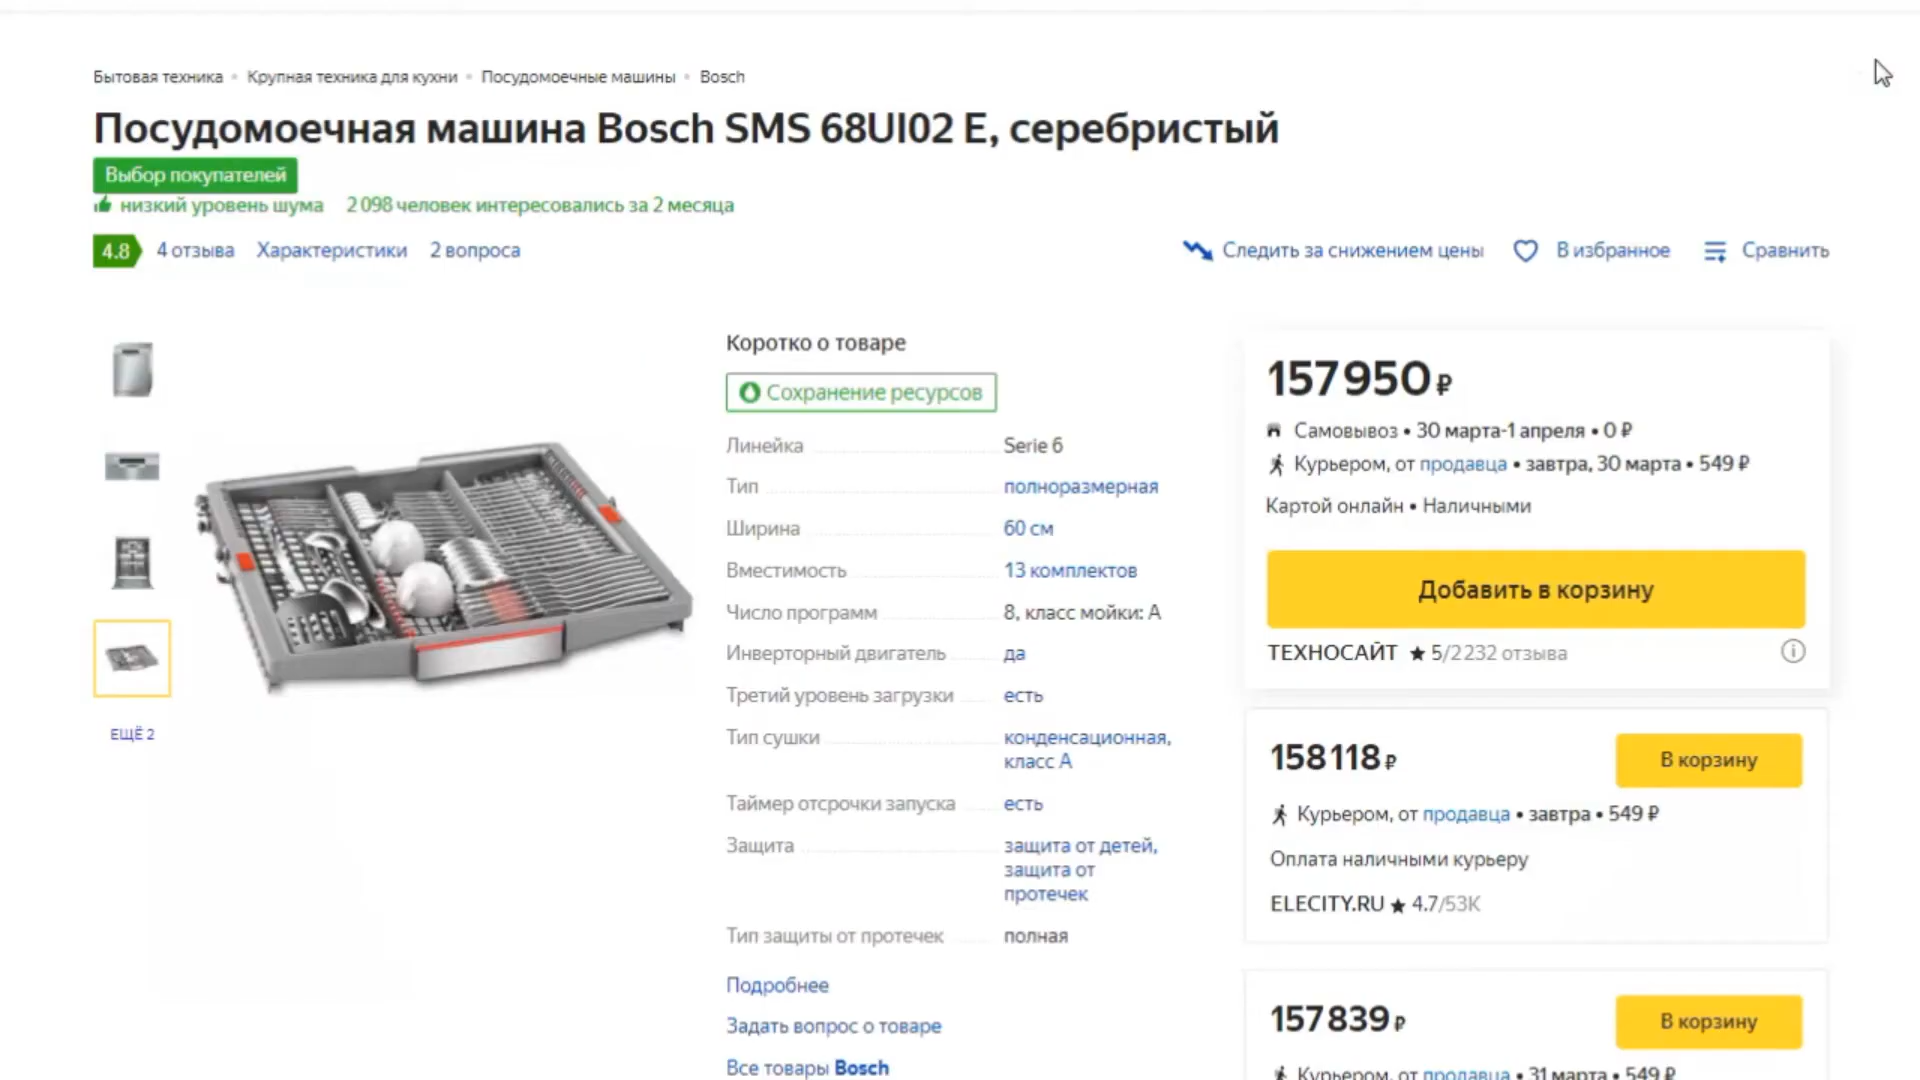 Бытовая техника • Крупная техника для кухни • Посудомоечные машины • Bosch
Посудомоечная машина Bosch SMS 68UI02 E, серебристый
Выбор покупателей
низкий уровень шума 2 098 человек интересовались за 2 месяца
4.8 4 отзыва Характеристики 2 вопроса
Следить за снижением цены В избранное Сравнить
ЕЩЁ 2
Коротко о товаре
Сохранение ресурсов
Линейка Serie 6
Тип полноразмерная
Ширина 60 см
Вместимость 13 комплектов
Число программ 8, класс мойки: A
Инверторный двигатель да
Третий уровень загрузки есть
Тип сушки конденсационная,
класс A
Таймер отсрочки запуска есть
Защита защита от детей,
защита от
протечек
Тип защиты от протечек полная
Подробнее
Задать вопрос о товаре
Все товары Bosch
157 950 ₽
Самовывоз • 30 марта-1 апреля • 0 ₽
Курьером, от продавца • завтра, 30 марта • 549 ₽
Картой онлайн • Наличными
Добавить в корзину
ТЕХНОСАЙТ ★ 5/2232 отзыва
158 118 ₽
В корзину
Курьером, от продавца • завтра • 549 ₽
Оплата наличными курьеру
ELECITY.RU ★ 4.7/53K
157 839 ₽
В корзину
Курьером, от продавца • 31 марта • 549 ₽